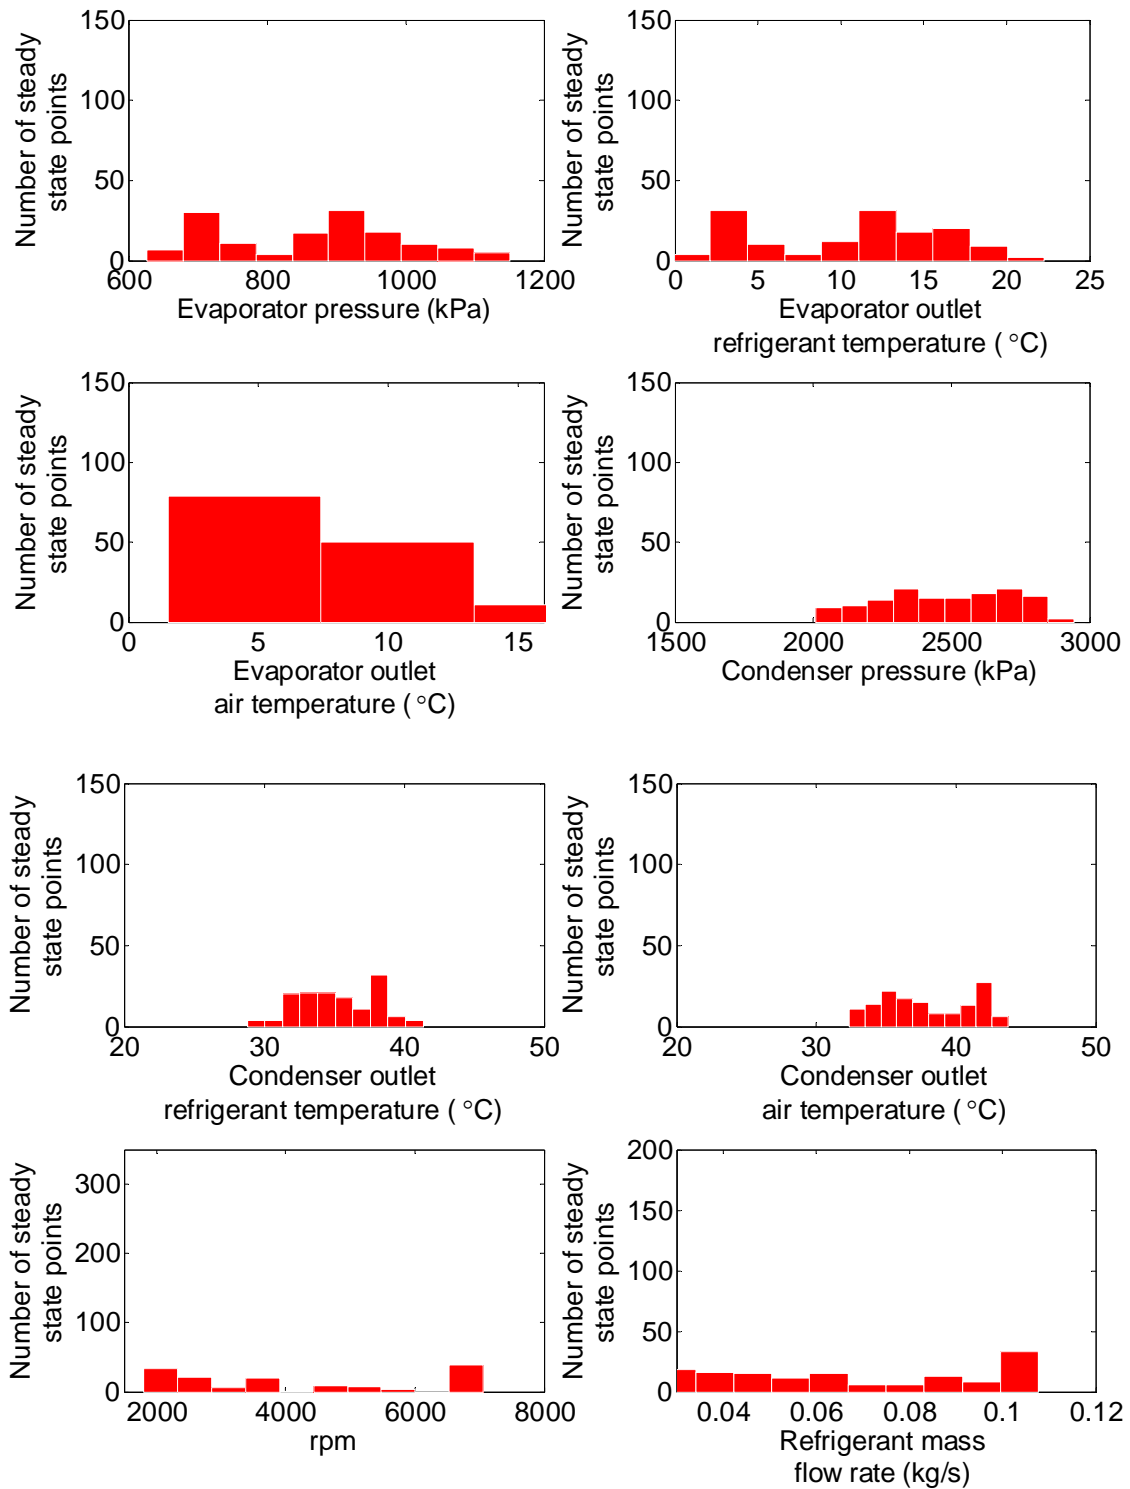 Number of steady
state points
150
100
50
0
600
800
1000
1200
Evaporator pressure (kPa)
Number of steady
state points
150
100
50
0
0
5
10
15
20
25
Evaporator outlet
refrigerant temperature ( °C)
Number of steady
state points
150
100
50
0
0
5
10
15
Evaporator outlet
air temperature ( °C)
Number of steady
state points
150
100
50
0
1500
2000
2500
3000
Condenser pressure (kPa)
Number of steady
state points
150
100
50
0
20
30
40
50
Condenser outlet
refrigerant temperature ( °C)
Number of steady
state points
150
100
50
0
20
30
40
50
Condenser outlet
air temperature ( °C)
Number of steady
state points
300
200
100
0
2000
4000
6000
8000
rpm
Number of steady
state points
200
150
100
50
0
0.04
0.06
0.08
0.1
0.12
Refrigerant mass
flow rate (kg/s)